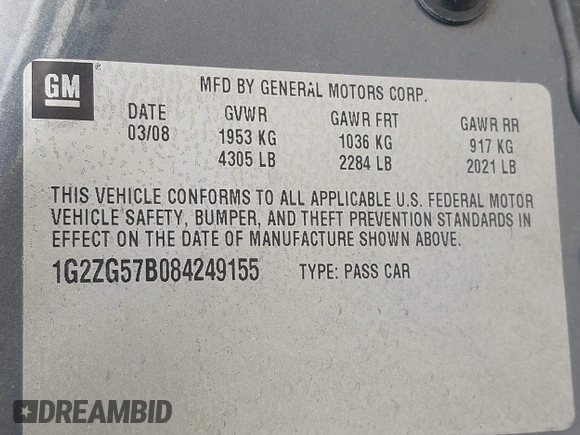 GM ®
MFD BY GENERAL MOTORS CORP.
DATE GVWR GAWR FRT GAWR RR
03/08 1953 KG 1036 KG 917 KG
4305 LB 2284 LB 2021 LB
THIS VEHICLE CONFORMS TO ALL APPLICABLE U.S. FEDERAL MOTOR
VEHICLE SAFETY, BUMPER, AND THEFT PREVENTION STANDARDS IN
EFFECT ON THE DATE OF MANUFACTURE SHOWN ABOVE.
1G2ZG57B084249155 TYPE: PASS CAR
DREAMBID